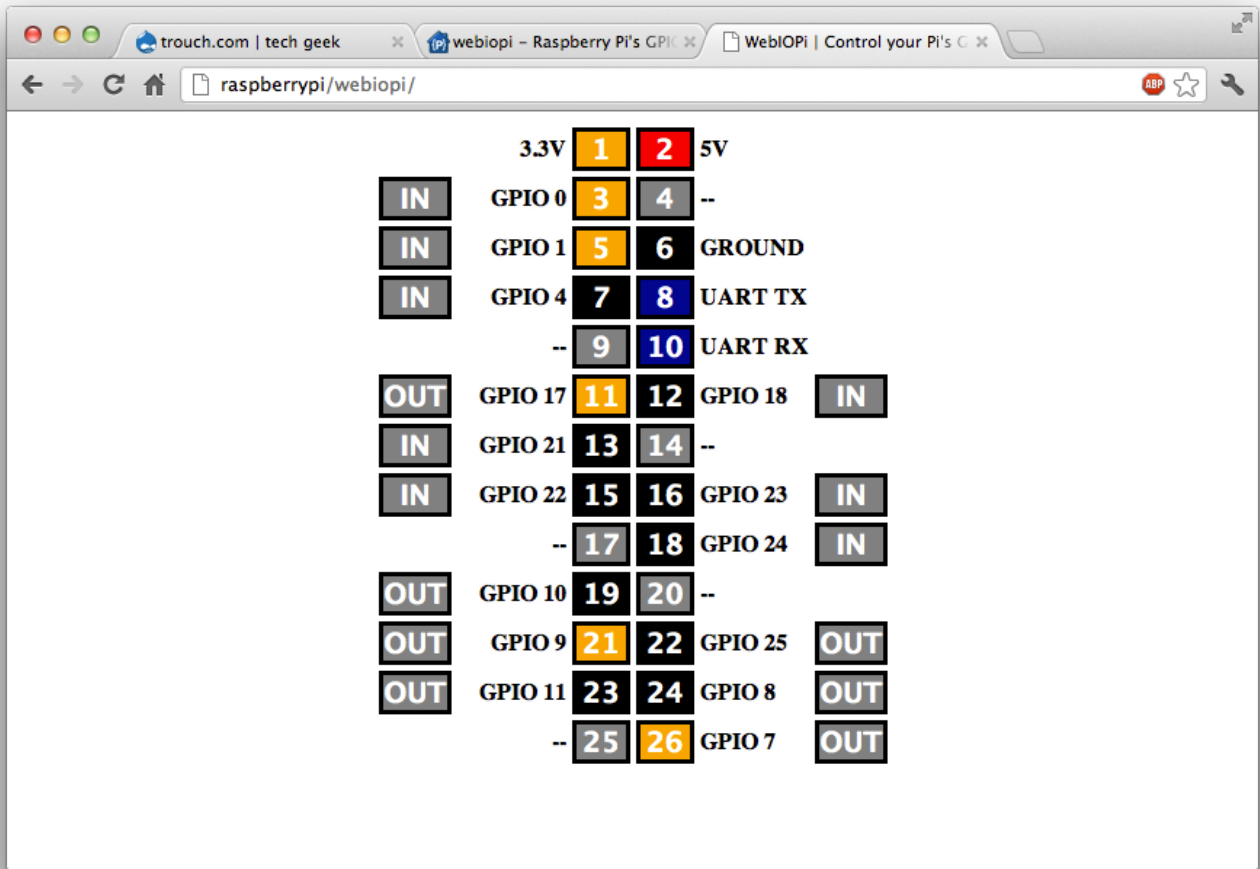 trouch.com | tech geek webiopi – Raspberry Pi's GPI WebIOPi | Control your Pi's G
raspberrypi/webiopi/ ABP
3.3V 1 2 5V
IN GPIO 0 3 4 --
IN GPIO 1 5 6 GROUND
IN GPIO 4 7 8 UART TX
-- 9 10 UART RX
OUT GPIO 17 11 12 GPIO 18 IN
IN GPIO 21 13 14 --
IN GPIO 22 15 16 GPIO 23 IN
-- 17 18 GPIO 24 IN
OUT GPIO 10 19 20 --
OUT GPIO 9 21 22 GPIO 25 OUT
OUT GPIO 11 23 24 GPIO 8 OUT
-- 25 26 GPIO 7 OUT